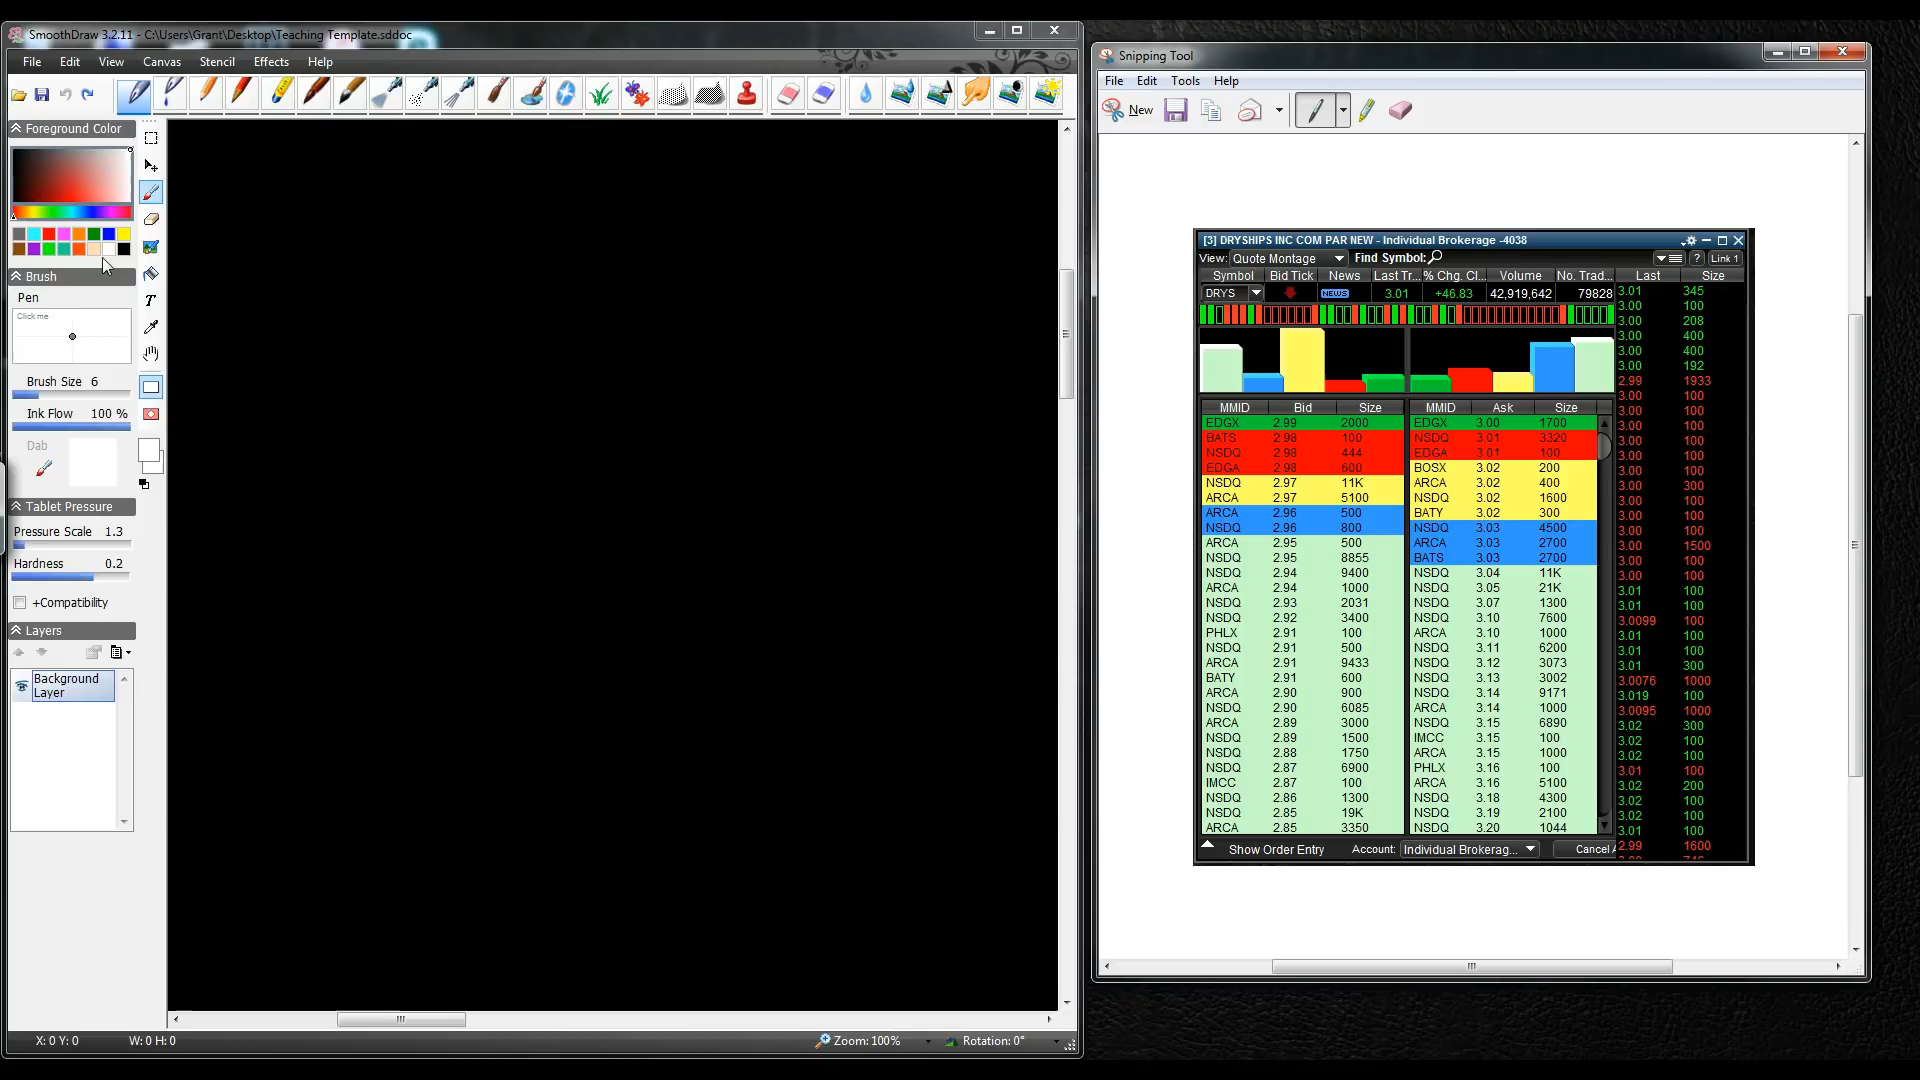 SmoothDraw 3.2.11 - C:\Users\Grant\Desktop\Teaching Template.sddoc
File Edit View Canvas Stencil Effects Help
Foreground Color
Brush
Pen
Click me
Brush Size 6
Ink Flow 100 %
Dab
Tablet Pressure
Pressure Scale 1.3
Hardness 0.2
+Compatibility
Layers
Background
Layer
X: 0 Y: 0 W: 0 H: 0 Zoom: 100% Rotation: 0°
Snipping Tool
File Edit Tools Help
New
[3] DRYSHIPS INC COM PAR NEW - Individual Brokerage -4038
View: Quote Montage Find Symbol: ? Link 1
Symbol Bid Tick News Last Tr... % Chg. Cl... Volume No. Trad...
DRYS NEWS 3.01 +46.83 42,919,642 79828
MMID Bid Size MMID Ask Size
EDGX 2.99 2000 EDGX 3.00 1700
BATS 2.98 100 NSDQ 3.01 3320
NSDQ 2.98 444 EDGA 3.01 100
EDGA 2.98 600 BOSX 3.02 200
NSDQ 2.97 11K ARCA 3.02 400
ARCA 2.97 5100 NSDQ 3.02 1600
ARCA 2.96 500 BATY 3.02 300
NSDQ 2.96 800 NSDQ 3.03 4500
ARCA 2.95 500 ARCA 3.03 2700
NSDQ 2.95 8855 BATS 3.03 2700
NSDQ 2.94 9400 NSDQ 3.04 11K
ARCA 2.94 1000 NSDQ 3.05 21K
NSDQ 2.93 2031 NSDQ 3.07 1300
NSDQ 2.92 3400 NSDQ 3.10 7600
PHLX 2.91 100 ARCA 3.10 1000
NSDQ 2.91 500 NSDQ 3.11 6200
ARCA 2.91 9433 NSDQ 3.12 3073
BATY 2.91 600 NSDQ 3.13 3002
ARCA 2.90 900 NSDQ 3.14 9171
NSDQ 2.90 6085 ARCA 3.14 1000
ARCA 2.89 3000 NSDQ 3.15 6890
NSDQ 2.89 1500 IMCC 3.15 100
NSDQ 2.88 1750 ARCA 3.15 1000
NSDQ 2.87 6900 PHLX 3.16 100
IMCC 2.87 100 ARCA 3.16 5100
NSDQ 2.86 1300 NSDQ 3.18 4300
NSDQ 2.85 19K NSDQ 3.19 2100
ARCA 2.85 3350 NSDQ 3.20 1044
Show Order Entry Account: Individual Brokerag... Cancel
Last Size
3.01 345
3.00 100
3.00 208
3.00 400
3.00 400
3.00 192
2.99 1933
3.00 100
3.00 100
3.00 100
3.00 100
3.00 100
3.00 100
3.00 300
3.00 100
3.00 100
3.00 100
3.00 1500
3.00 100
3.00 100
3.01 100
3.01 100
3.0099 100
3.01 100
3.01 100
3.01 300
3.0076 1000
3.019 100
3.0095 1000
3.02 300
3.02 100
3.02 100
3.01 100
3.02 200
3.02 100
3.02 100
3.01 100
2.99 1600